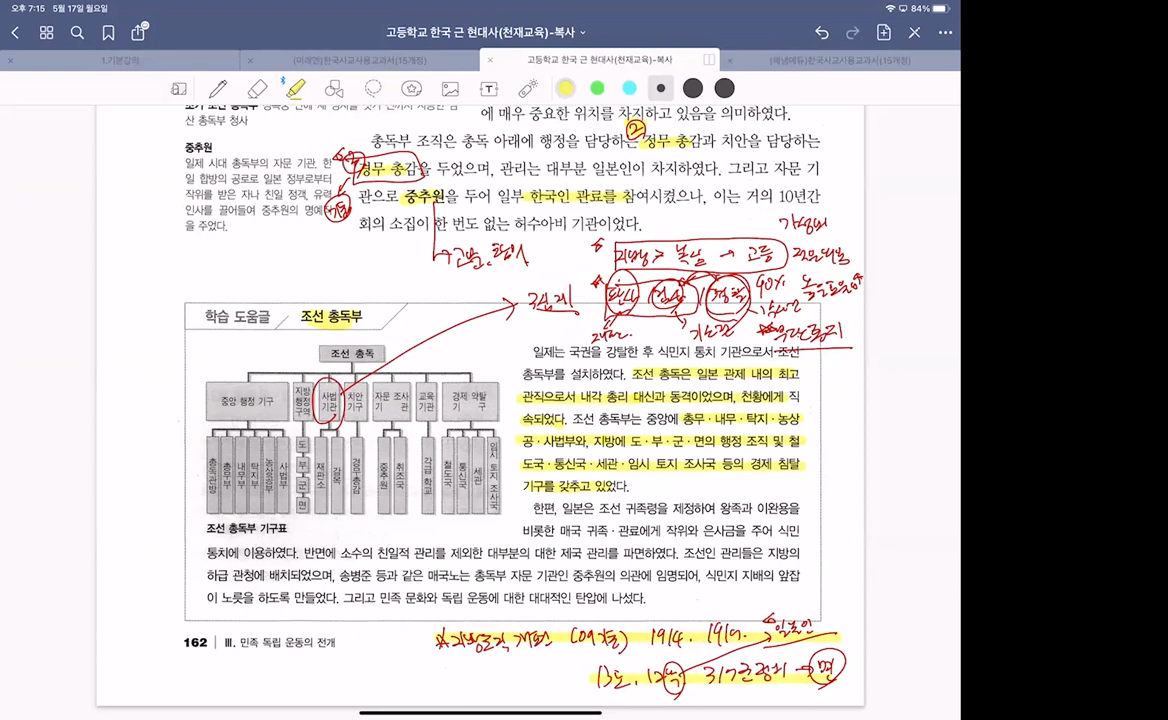 오후 7:15 5월 17일 월요일
84%
고등학교 한국 근 현대사(천재교육)-복사
1.기본강의
(미래엔)한국사교사용교과서(15개정)
고등학교 한국 근 현대사(천재교육)-복사
(해냄에듀)한국사교사용교과서(15개정)
산 총독부 청사
에 매우 중요한 위치를 차지하고 있음을 의미하였다.
중추원
일제 시대 총독부의 자문 기관. 한
일 합방의 공로로 일본 정부로부터
작위를 받은 자나 친일 정객, 유력
인사를 끌어들여 중추원의 명예직
을 주었다.
총독부 조직은 총독 아래에 행정을 담당하는 정무 총감과 치안을 담당하는
경무 총감을 두었으며, 관리는 대부분 일본인이 차지하였다. 그리고 자문 기
관으로 중추원을 두어 일부 한국인 관료를 참여시켰으나, 이는 거의 10년간
회의 소집이 한 번도 없는 허수아비 기관이었다.
②
지방 > 복심 → 고등
3심제
판사 검사 / 경찰
90%
학습 도움글 조선 총독부
조선 총독
중앙 행정 기구
지방 행정 구역
사법 기관
치안 기구
자문 조사 기관
교육 기관
경제 약탈 기구
총독관방
총무부
내무부
탁지부
농상공부
사법부
도
부
군
면
재판소
감옥
경무총감
중추원
취조국
각급 학교
철도국
통신국
세관
임시 토지 조사국
조선 총독부 기구표
일제는 국권을 강탈한 후 식민지 통치 기관으로서 조선
총독부를 설치하였다. 조선 총독은 일본 관제 내의 최고
관직으로서 내각 총리 대신과 동격이었으며, 천황에게 직
속되었다. 조선 총독부는 중앙에 총무·내무·탁지·농상
공·사법부와, 지방에 도·부·군·면의 행정 조직 및 철
도국·통신국·세관·임시 토지 조사국 등의 경제 침탈
기구를 갖추고 있었다.
한편, 일본은 조선 귀족령을 제정하여 왕족과 이완용을
비롯한 매국 귀족·관료에게 작위와 은사금을 주어 식민
통치에 이용하였다. 반면에 소수의 친일적 관리를 제외한 대부분의 대한 제국 관리를 파면하였다. 조선인 관리들은 지방의
하급 관청에 배치되었으며, 송병준 등과 같은 매국노는 총독부 자문 기관인 중추원의 의관에 임명되어, 식민지 지배의 앞잡
이 노릇을 하도록 만들었다. 그리고 민족 문화와 독립 운동에 대한 대대적인 탄압에 나섰다.
162 Ⅲ. 민족 독립 운동의 전개
지방조직 개편 1914. 일본인
13도. 12부 317군 면